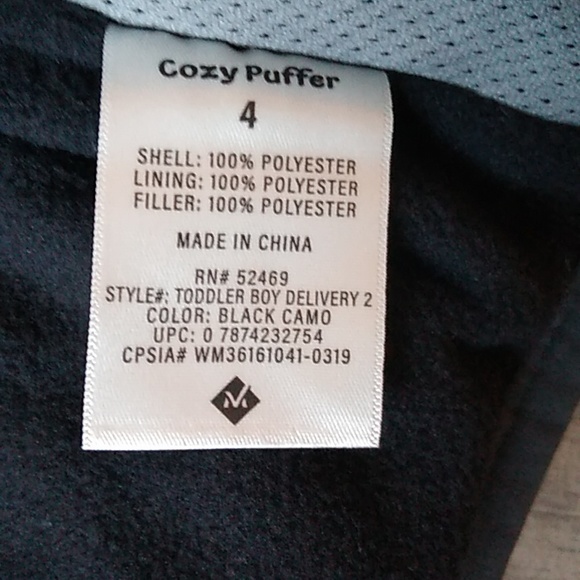 Cozy Puffer
4
SHELL: 100% POLYESTER
LINING: 100% POLYESTER
FILLER: 100% POLYESTER
MADE IN CHINA
RN# 52469
STYLE#: TODDLER BOY DELIVERY 2
COLOR: BLACK CAMO
UPC: 0 7874232754
CPSIA# WM36161041-0319